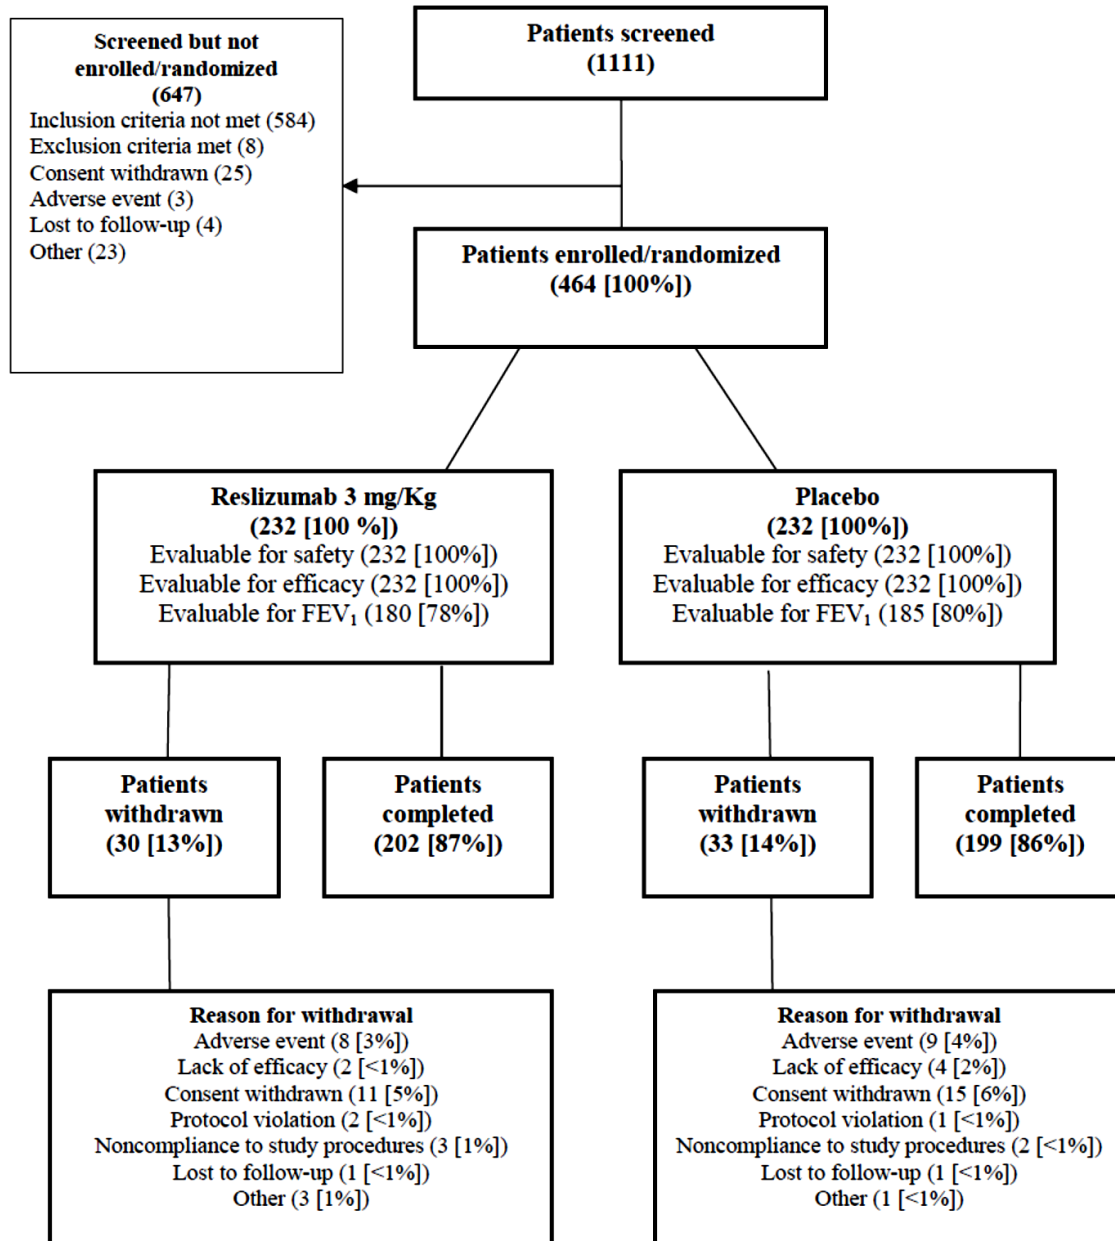 Patients screened
(1111)
Screened but not
enrolled/randomized
(647)
Inclusion criteria not met (584)
Exclusion criteria met (8)
Consent withdrawn (25)
Adverse event (3)
Lost to follow-up (4)
Other (23)
Patients enrolled/randomized
(464 [100%])
Reslizumab 3 mg/Kg
(232 [100 %])
Evaluable for safety (232 [100%])
Evaluable for efficacy (232 [100%])
Evaluable for FEV₁ (180 [78%])
Placebo
(232 [100%])
Evaluable for safety (232 [100%])
Evaluable for efficacy (232 [100%])
Evaluable for FEV₁ (185 [80%])
Patients
withdrawn
(30 [13%])
Patients
completed
(202 [87%])
Patients
withdrawn
(33 [14%])
Patients
completed
(199 [86%])
Reason for withdrawal
Adverse event (8 [3%])
Lack of efficacy (2 [<1%])
Consent withdrawn (11 [5%])
Protocol violation (2 [<1%])
Noncompliance to study procedures (3 [1%])
Lost to follow-up (1 [<1%])
Other (3 [1%])
Reason for withdrawal
Adverse event (9 [4%])
Lack of efficacy (4 [2%])
Consent withdrawn (15 [6%])
Protocol violation (1 [<1%])
Noncompliance to study procedures (2 [<1%])
Lost to follow-up (1 [<1%])
Other (1 [<1%])